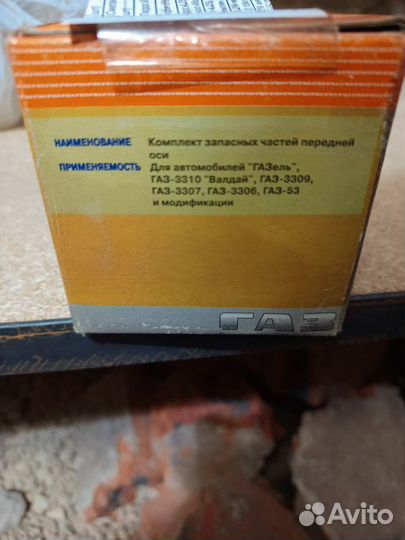 НАИМЕНОВАНИЕ Комплект запасных частей передней
оси
ПРИМЕНЯЕМОСТЬ Для автомобилей "ГАЗель",
ГАЗ-3310 "Валдай", ГАЗ-3309,
ГАЗ-3307, ГАЗ-3306, ГАЗ-53
и модификации
ГАЗ
Avito